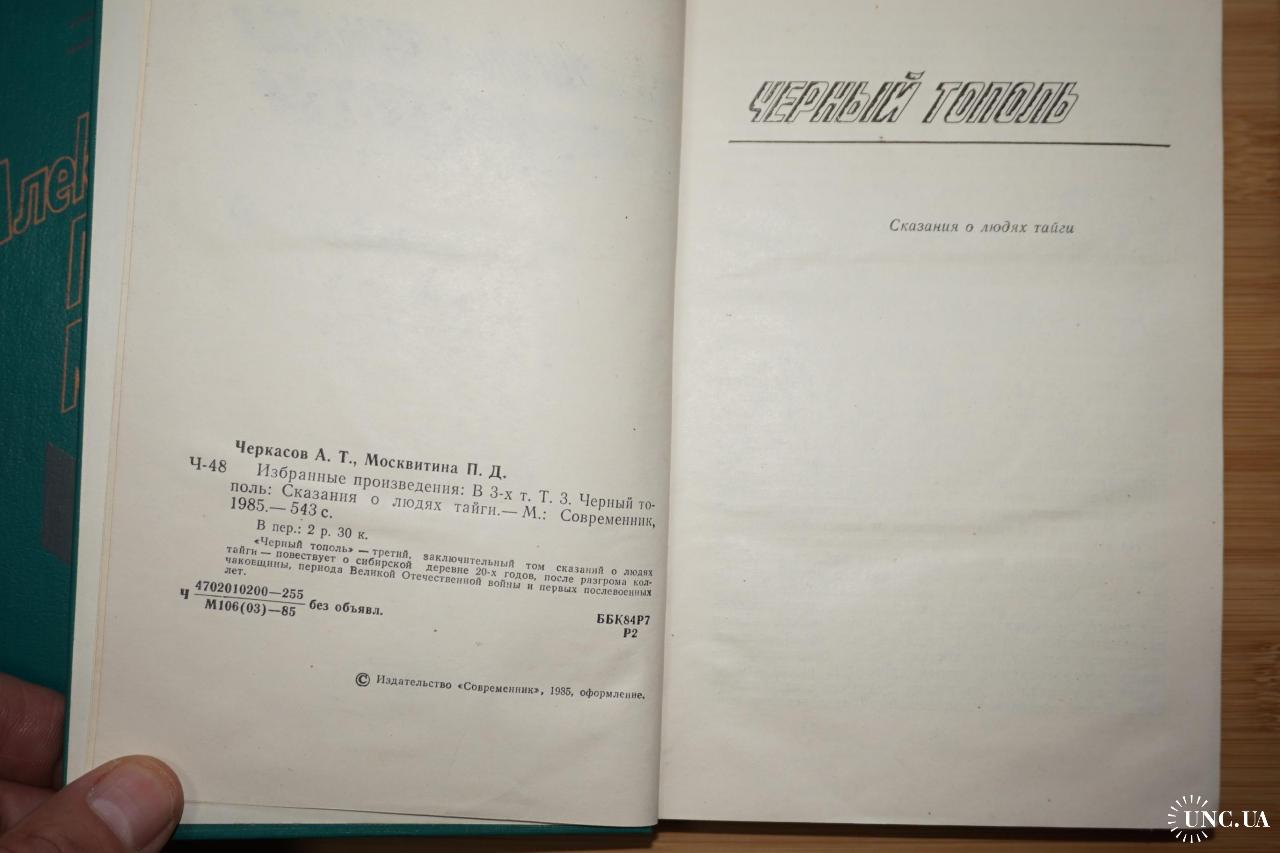 Алек
Черкасов А. Т., Москвитина П. Д.
Ч-48 Избранные произведения: В 3-х т. Т. 3. Черный то-
поль: Сказания о людях тайги.— М.: Современник,
1985.— 543 с.
В пер.: 2 р. 30 к.
«Черный тополь» — третий, заключительный том сказаний о людях
тайги — повествует о сибирской деревне 20-х годов, после разгрома кол-
чаковщины, периода Великой Отечественной войны и первых послевоенных
лет.
Ч 4702010200—255
М106(03)—85 без объявл.
ББК84Р7
Р2
© Издательство «Современник», 1985, оформление.
ЧЕРНЫЙ ТОПОЛЬ
Сказания о людях тайги
UNC.UA